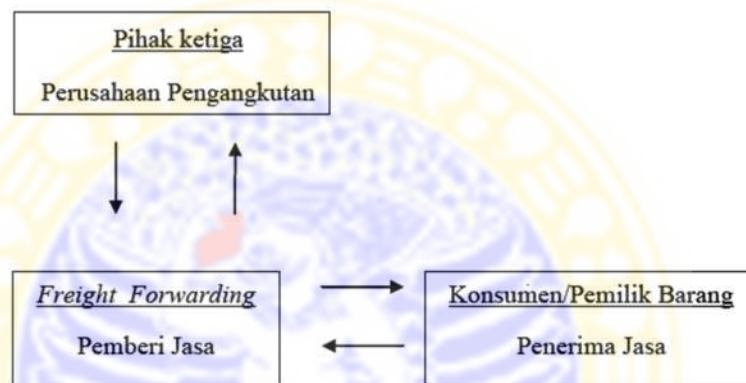 Pihak ketiga
Perusahaan Pengangkutan
Freight Forwarding
Pemberi Jasa
Konsumen/Pemilik Barang
Penerima Jasa